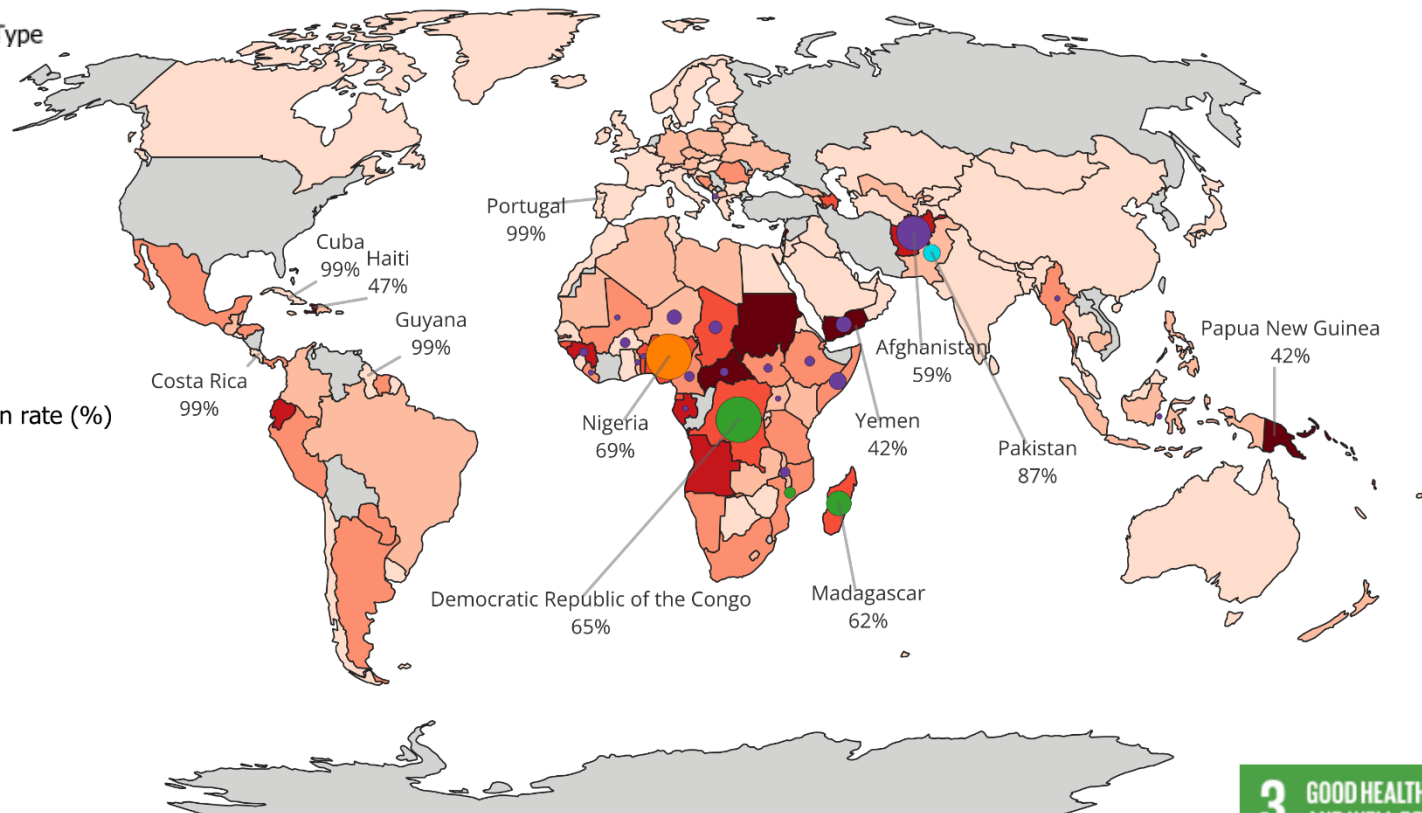 Type
Portugal
99%
Cuba
99%
Haiti
47%
Guyana
99%
Costa Rica
99%
n rate (%)
Nigeria
69%
Afghanistan
59%
Yemen
42%
Pakistan
87%
Papua New Guinea
42%
Democratic Republic of the Congo
65%
Madagascar
62%
3 GOOD HEALTH